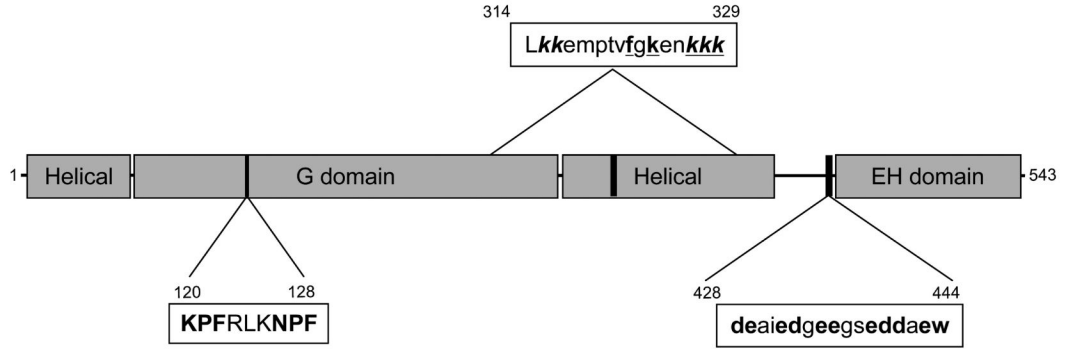 314 329
Lkkemptvfgkenkkk
1 Helical G domain Helical EH domain 543
120 128
KPFRLKNPF
428 444
deaiedgeegseddaew